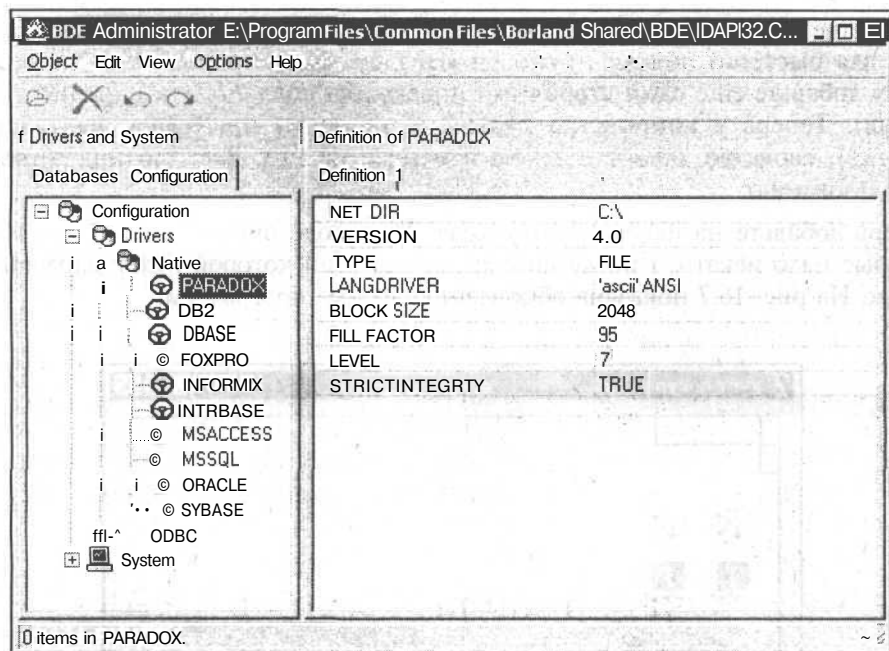 BDE Administrator E:\ProgramFiles\Common Files\Borland Shared\BDE\IDAPI32.C...
Object Edit View Options Help
f Drivers and System
Definition of PARADOX
Databases Configuration
Definition 1
Configuration
Drivers
i a Native
i PARADOX
i DB2
i i DBASE
i i © FOXPRO
INFORMIX
INTRBASE
i ....© MSACCESS
© MSSQL
i i © ORACLE
'•• © SYBASE
ffl-^ ODBC
System
NET DIR C:\
VERSION 4.0
TYPE FILE
LANGDRIVER 'ascii' ANSI
BLOCK SIZE 2048
FILL FACTOR 95
LEVEL 7
STRICTINTEGRTY TRUE
0 items in PARADOX.